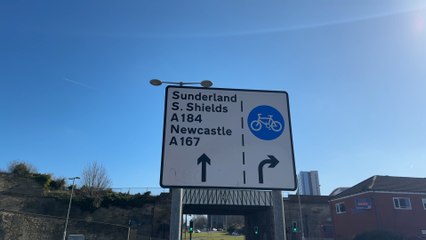 Sunderland
S. Shields
A184
Newcastle
A167